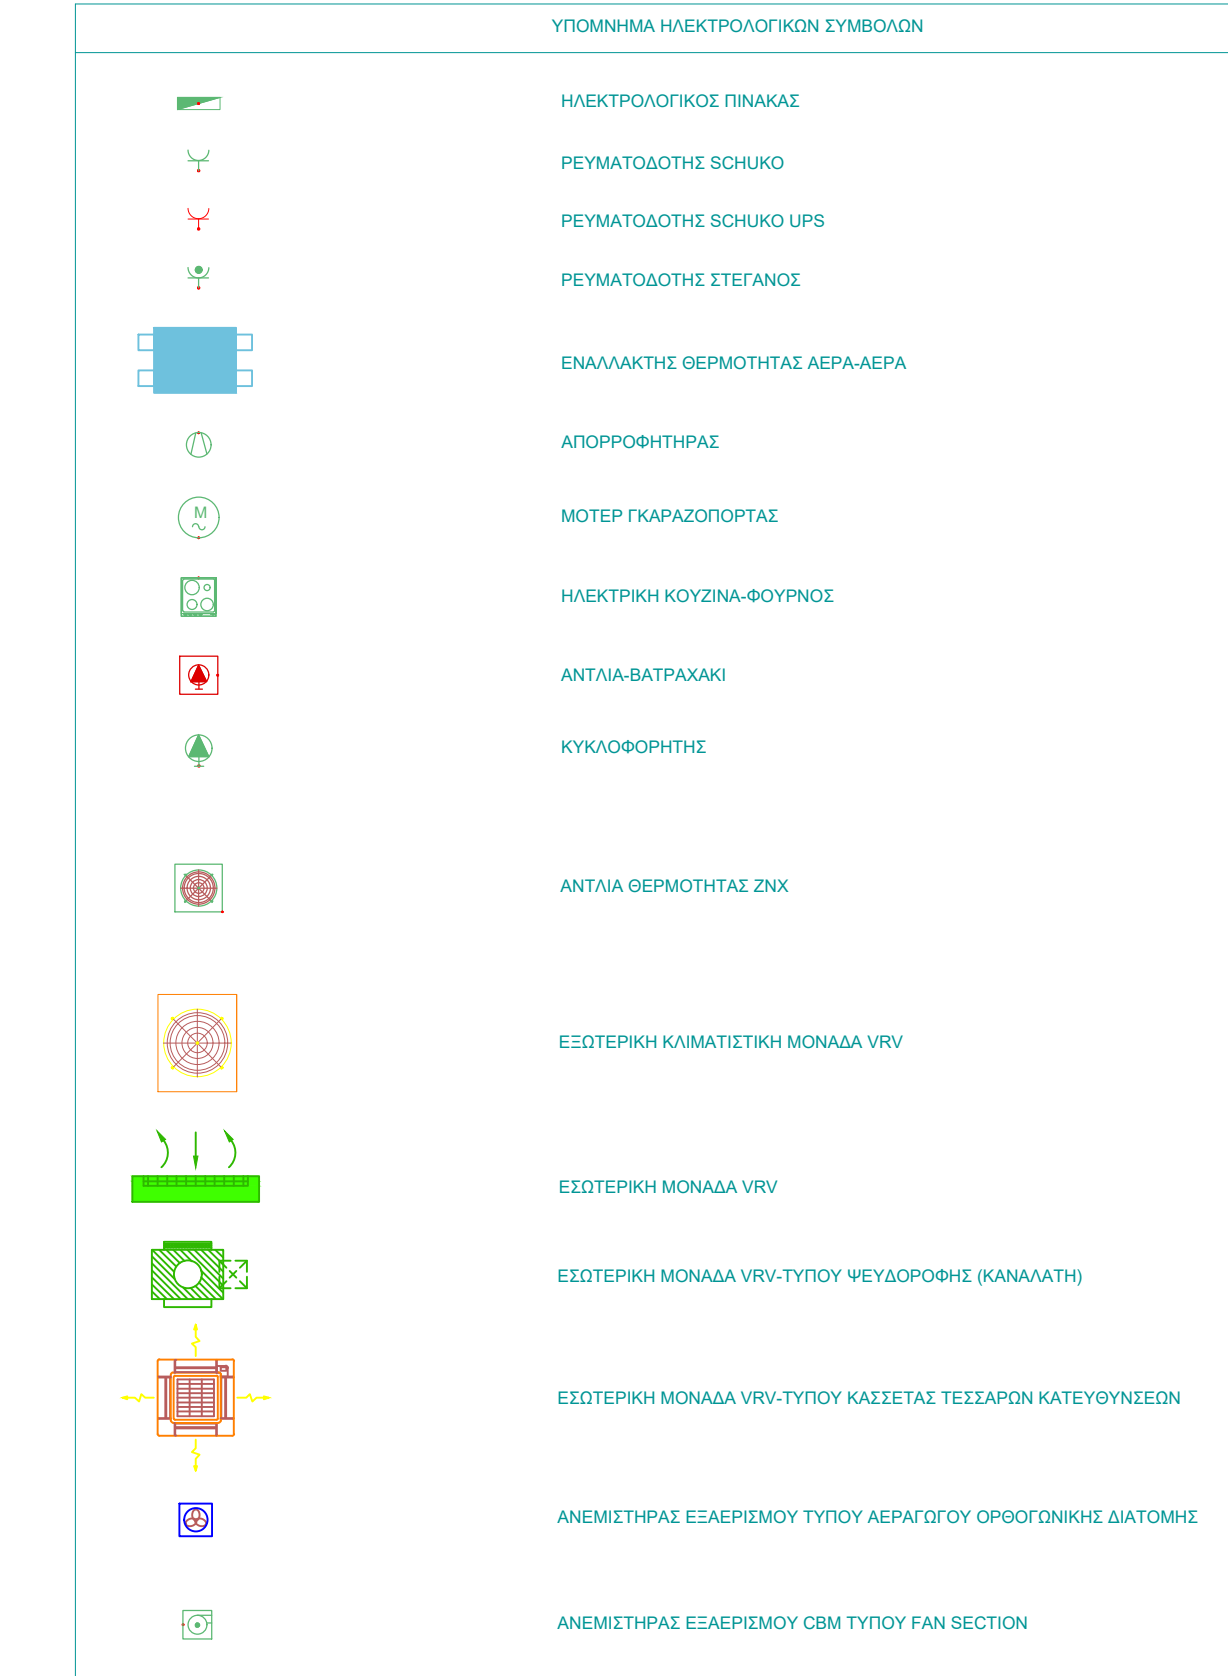 ΥΠΟΜΝΗΜΑ ΗΛΕΚΤΡΟΛΟΓΙΚΩΝ ΣΥΜΒΟΛΩΝ
ΗΛΕΚΤΡΟΛΟΓΙΚΟΣ ΠΙΝΑΚΑΣ
ΡΕΥΜΑΤΟΔΟΤΗΣ SCHUKO
ΡΕΥΜΑΤΟΔΟΤΗΣ SCHUKO UPS
ΡΕΥΜΑΤΟΔΟΤΗΣ ΣΤΕΓΑΝΟΣ
ΕΝΑΛΛΑΚΤΗΣ ΘΕΡΜΟΤΗΤΑΣ ΑΕΡΑ-ΑΕΡΑ
ΑΠΟΡΡΟΦΗΤΗΡΑΣ
M
ΜΟΤΕΡ ΓΚΑΡΑΖΟΠΟΡΤΑΣ
ΗΛΕΚΤΡΙΚΗ ΚΟΥΖΙΝΑ-ΦΟΥΡΝΟΣ
ΑΝΤΛΙΑ-ΒΑΤΡΑΧΑΚΙ
ΚΥΚΛΟΦΟΡΗΤΗΣ
ΑΝΤΛΙΑ ΘΕΡΜΟΤΗΤΑΣ ΖΝΧ
ΕΞΩΤΕΡΙΚΗ ΚΛΙΜΑΤΙΣΤΙΚΗ ΜΟΝΑΔΑ VRV
ΕΣΩΤΕΡΙΚΗ ΜΟΝΑΔΑ VRV
ΕΣΩΤΕΡΙΚΗ ΜΟΝΑΔΑ VRV-ΤΥΠΟΥ ΨΕΥΔΟΡΟΦΗΣ (ΚΑΝΑΛΑΤΗ)
ΕΣΩΤΕΡΙΚΗ ΜΟΝΑΔΑ VRV-ΤΥΠΟΥ ΚΑΣΣΕΤΑΣ ΤΕΣΣΑΡΩΝ ΚΑΤΕΥΘΥΝΣΕΩΝ
ΑΝΕΜΙΣΤΗΡΑΣ ΕΞΑΕΡΙΣΜΟΥ ΤΥΠΟΥ ΑΕΡΑΓΩΓΟΥ ΟΡΘΟΓΩΝΙΚΗΣ ΔΙΑΤΟΜΗΣ
ΑΝΕΜΙΣΤΗΡΑΣ ΕΞΑΕΡΙΣΜΟΥ CBM ΤΥΠΟΥ FAN SECTION